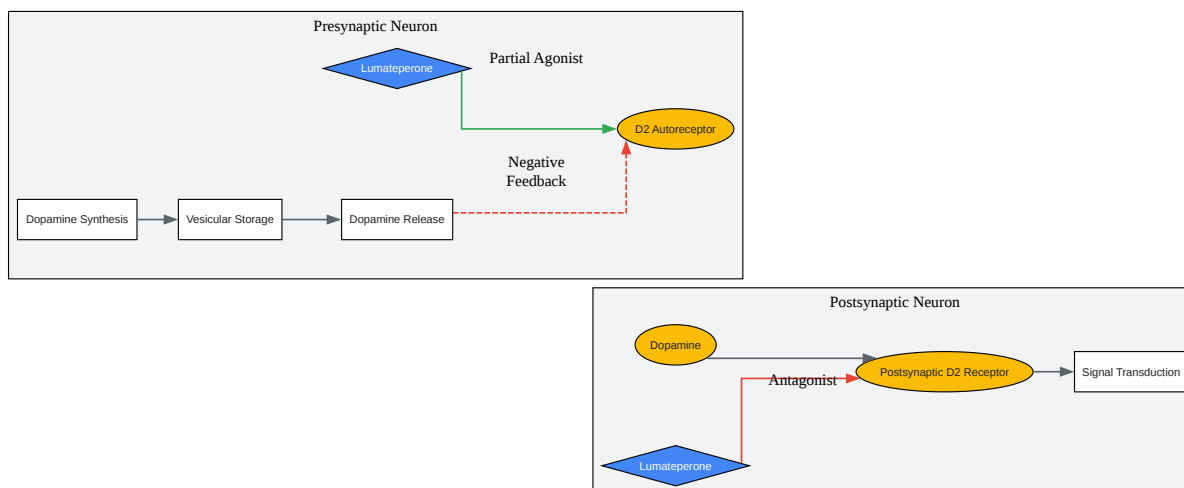 Presynaptic Neuron
Lumateperone
Partial Agonist
D2 Autoreceptor
Negative
Feedback
Dopamine Synthesis
Vesicular Storage
Dopamine Release
Postsynaptic Neuron
Dopamine
Antagonist
Postsynaptic D2 Receptor
Signal Transduction
Lumateperone